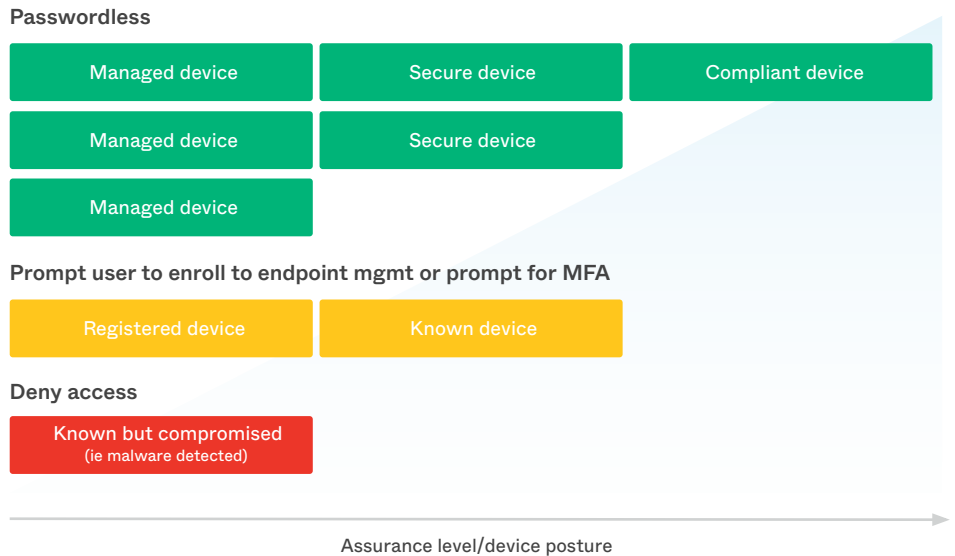 Passwordless
Managed device
Secure device
Compliant device
Managed device
Secure device
Managed device
Prompt user to enroll to endpoint mgmt or prompt for MFA
Registered device
Known device
Deny access
Known but compromised
(ie malware detected)
Assurance level/device posture